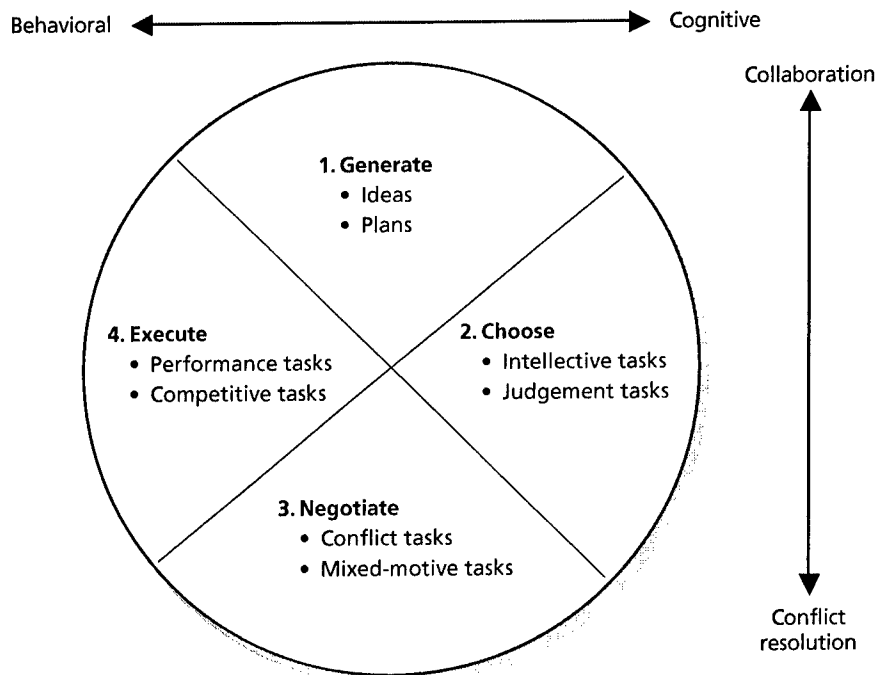 Behavioral
Cognitive
Collaboration
1. Generate
• Ideas
• Plans
4. Execute
• Performance tasks
• Competitive tasks
2. Choose
• Intellective tasks
• Judgement tasks
3. Negotiate
• Conflict tasks
• Mixed-motive tasks
Conflict
resolution